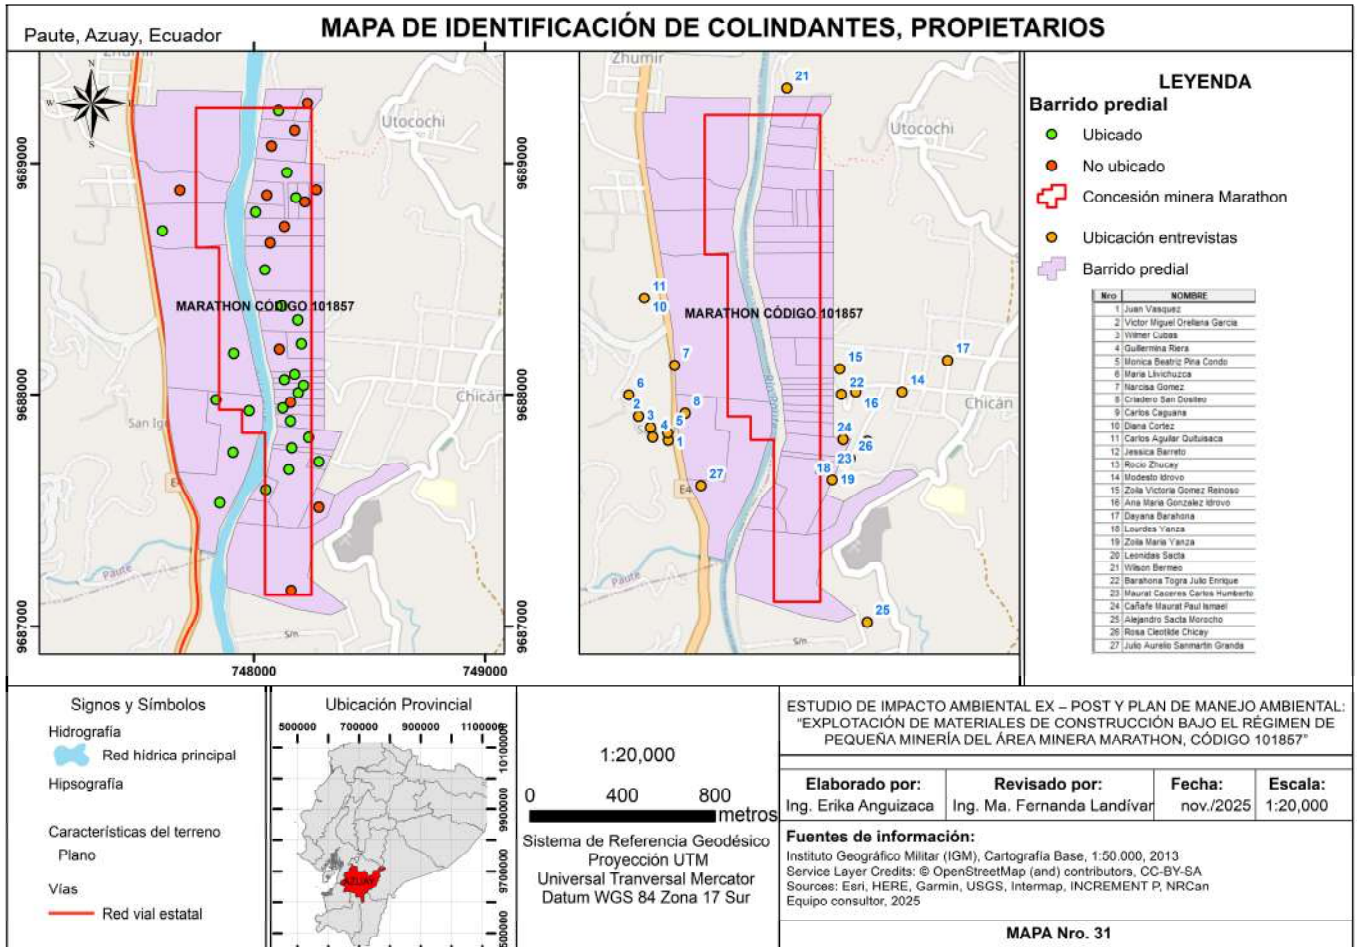 Paute, Azuay, Ecuador
MAPA DE IDENTIFICACIÓN DE COLINDANTES, PROPIETARIOS
N
W
E
S
Zhumir
Utocochi
MARATHON CÓDIGO 101857
Chicán
Paute
S/n
9689000
9688000
9687000
748000
749000
9689000
9688000
9687000
Zhumir
21
Utocochi
11
10
MARATHON CÓDIGO 101857
7
17
15
6
22
14
16
Chicán
2
8
3
5
4
1
24
26
23
18
19
27
E4
Paute
25
S/n
LEYENDA
Barrido predial
Ubicado
No ubicado
Concesión minera Marathon
Ubicación entrevistas
Barrido predial
Nro NOMBRE
1 Juan Vasquez
2 Victor Miguel Orellana Garcia
3 Wilmer Cubas
4 Guillermina Riera
5 Monica Beatriz Pina Condo
6 Maria Llivichuzca
7 Narcisa Gomez
8 Criadero San Dositeo
9 Carlos Caguana
10 Diana Cortez
11 Carlos Aguilar Quituisaca
12 Jessica Barreto
13 Rocio Zhucay
14 Modesto Idrovo
15 Zoila Victoria Gomez Reinoso
16 Ana Maria Gonzalez Idrovo
17 Dayana Barahona
18 Lourdes Yanza
19 Zoila Maria Yanza
20 Leonidas Sacta
21 Wilson Bermeo
22 Barahona Togra Julio Enrique
23 Maurat Caceres Carlos Humberto
24 Cañafe Maurat Paul Ismael
25 Alejandro Sacta Morocho
26 Rosa Cleotilde Chicay
27 Julio Aurelio Sanmartin Granda
Signos y Símbolos
Hidrografía
Red hídrica principal
Hipsografía
Características del terreno
Plano
Vías
Red vial estatal
Ubicación Provincial
500000 700000 900000 1100000
10100000
9900000
9700000
9500000
AZUAY
1:20,000
0 400 800
metros
Sistema de Referencia Geodésico
Proyección UTM
Universal Tranversal Mercator
Datum WGS 84 Zona 17 Sur
ESTUDIO DE IMPACTO AMBIENTAL EX – POST Y PLAN DE MANEJO AMBIENTAL:
"EXPLOTACIÓN DE MATERIALES DE CONSTRUCCIÓN BAJO EL RÉGIMEN DE
PEQUEÑA MINERÍA DEL ÁREA MINERA MARATHON, CÓDIGO 101857"
Elaborado por: Revisado por: Fecha: Escala:
Ing. Erika Anguizaca Ing. Ma. Fernanda Landívar nov./2025 1:20,000
Fuentes de información:
Instituto Geográfico Militar (IGM), Cartografía Base, 1:50.000, 2013
Service Layer Credits: © OpenStreetMap (and) contributors, CC-BY-SA
Sources: Esri, HERE, Garmin, USGS, Intermap, INCREMENT P, NRCan
Equipo consultor, 2025
MAPA Nro. 31